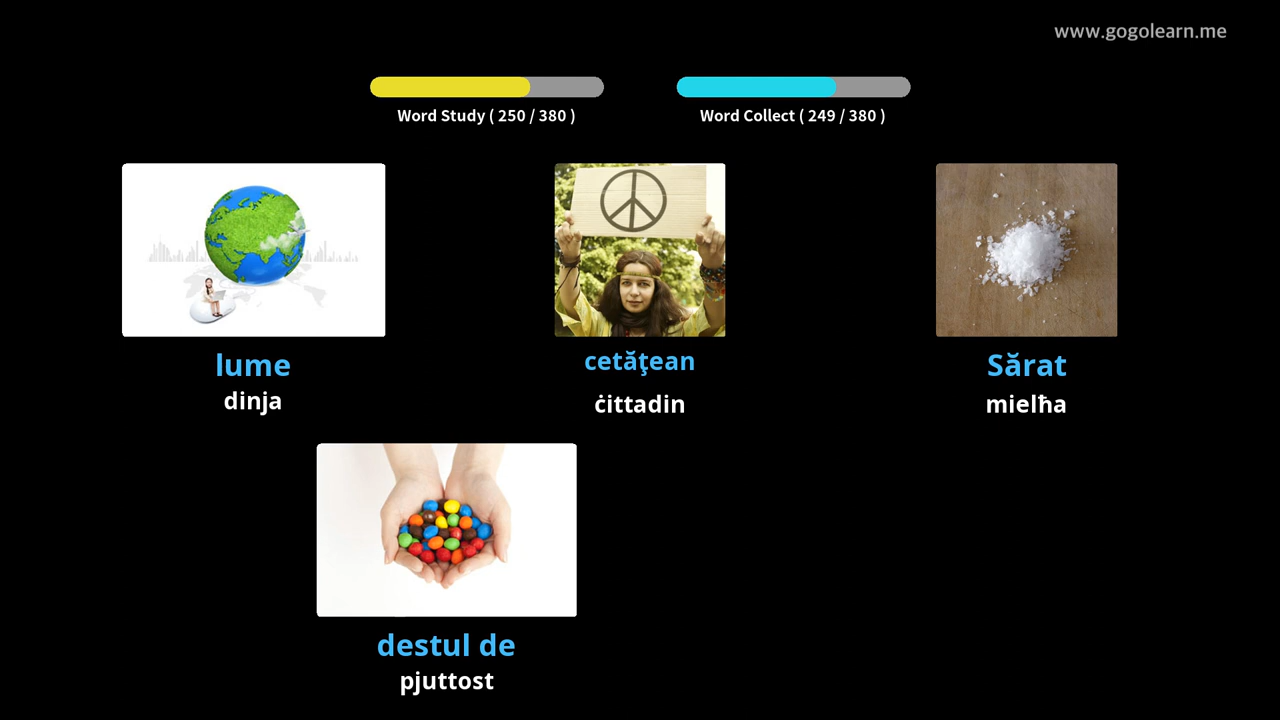 www.gogolearn.me
Word Study ( 250 / 380 )
Word Collect ( 249 / 380 )
lume
dinja
cetăţean
ċittadin
Sărat
mielħa
destul de
pjuttost